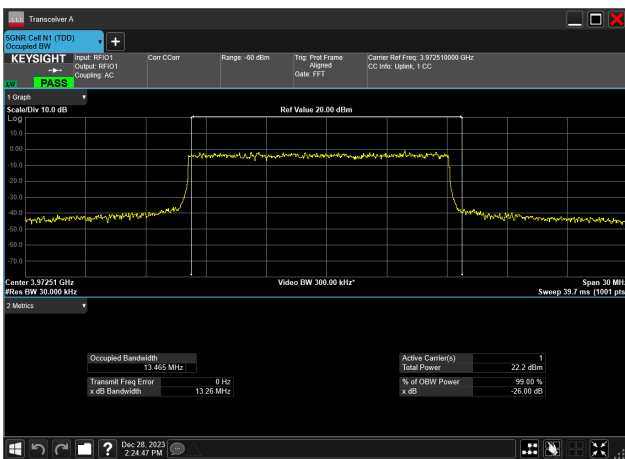 Transceiver A
5GNR Cell N1 (TDD)
Occupied BW
KEYSIGHT
PASS
Input: RFIO1
Output: RFIO1
Coupling: AC
Corr CCorr
Range: -60 dBm
Trig: Prot Frame
Aligned
Gate: FFT
Carrier Ref Freq: 3.972510000 GHz
CC Info: Uplink, 1 CC
1 Graph
Scale/Div 10.0 dB
Ref Value 20.00 dBm
Log
10.0
0.00
-10.0
-20.0
-30.0
-40.0
-50.0
-60.0
-70.0
Center 3.97251 GHz
Video BW 300.00 kHz*
Span 30 MHz
#Res BW 30.000 kHz
Sweep 39.7 ms (1001 pts
2 Metrics
Occupied Bandwidth
13.465 MHz
Active Carrier(s) 1
Total Power 22.2 dBm
Transmit Freq Error 0 Hz
x dB Bandwidth 13.26 MHz
% of OBW Power 99.00 %
x dB -26.00 dB
Dec 28, 2023
2:24:47 PM